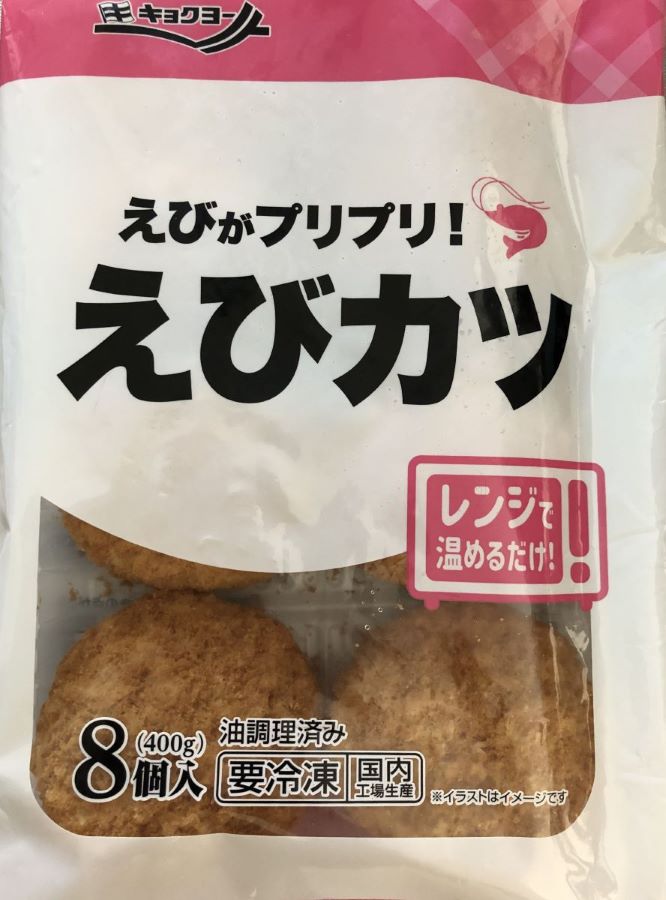 キョクヨー
えびがプリプリ!
えびカツ
レンジで
温めるだけ!
8個入
(400g)
油調理済み
要冷凍
国内
工場生産
※イラストはイメージです